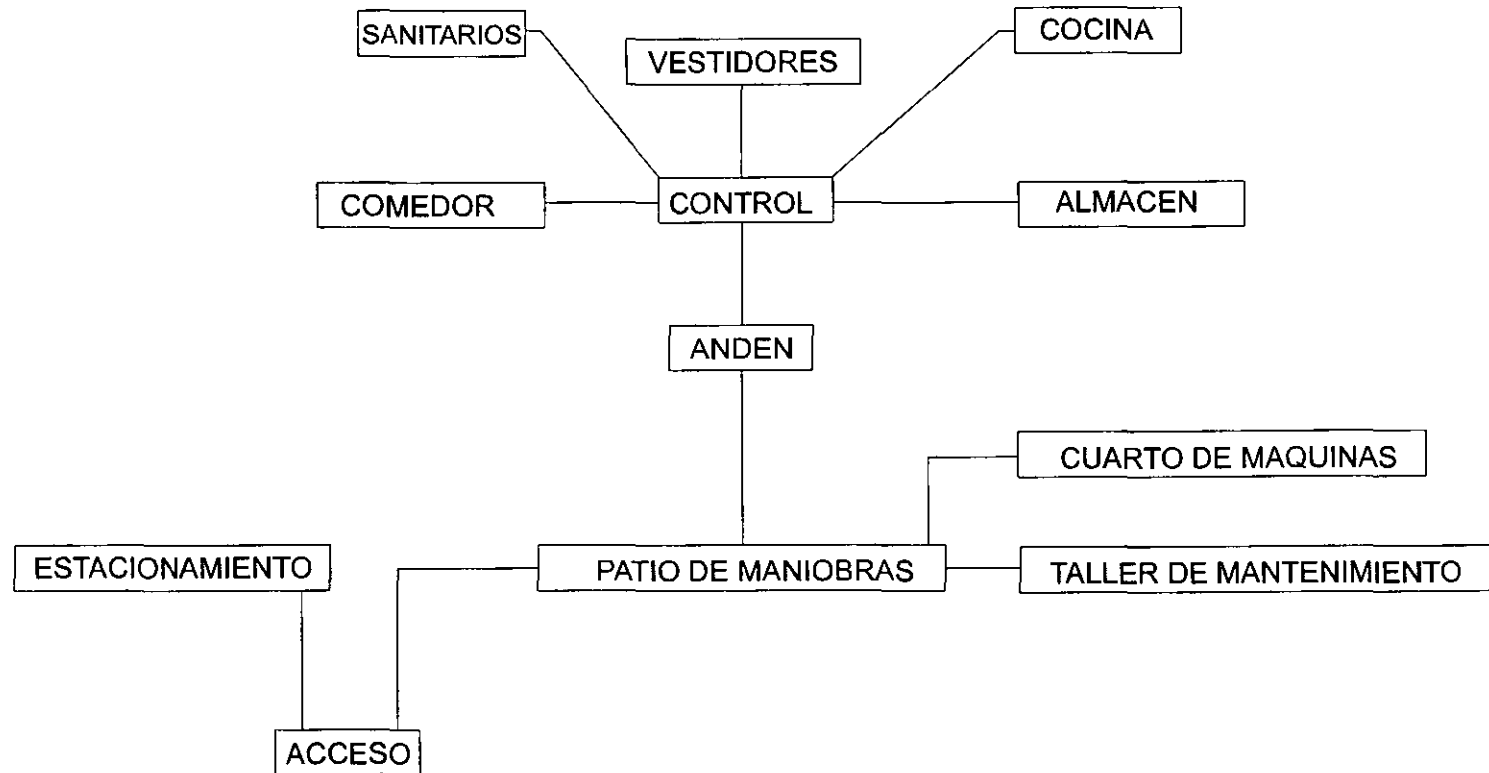 SANITARIOS
VESTIDORES
COCINA
COMEDOR
CONTROL
ALMACEN
ANDEN
CUARTO DE MAQUINAS
ESTACIONAMIENTO
PATIO DE MANIOBRAS
TALLER DE MANTENIMIENTO
ACCESO